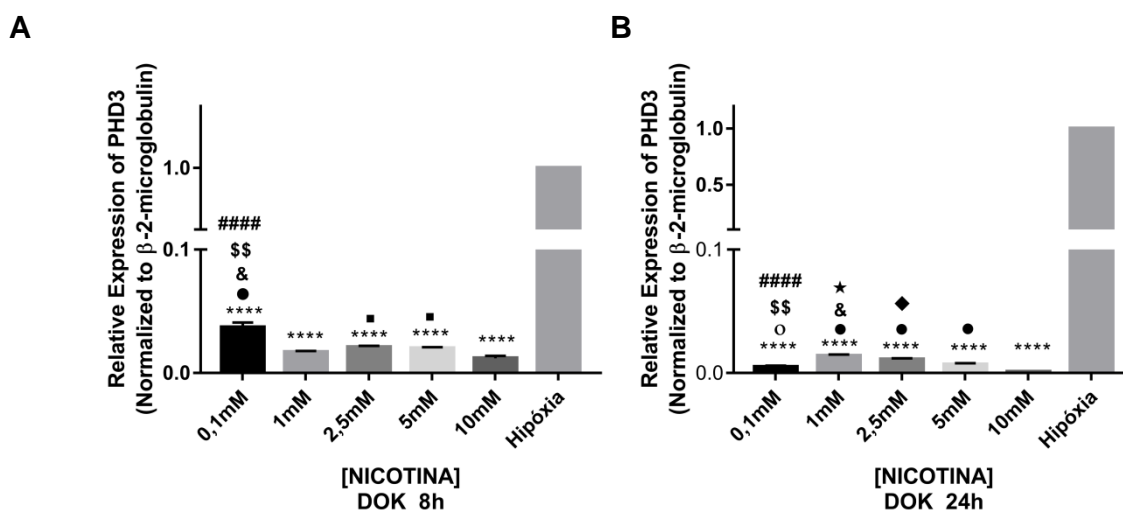 A
Relative Expression of PHD3
(Normalized to β-2-microglobulin)
1.0
0.1
0.0
####
$$
&
●
****
****
■
****
■
****
****
0,1mM
1mM
2,5mM
5mM
10mM
Hipóxia
[NICOTINA]
DOK 8h
B
Relative Expression of PHD3
(Normalized to β-2-microglobulin)
1.0
0.5
0.1
0.0
####
$$
o
****
★
&
●
****
◆
●
****
●
****
****
0,1mM
1mM
2,5mM
5mM
10mM
Hipóxia
[NICOTINA]
DOK 24h